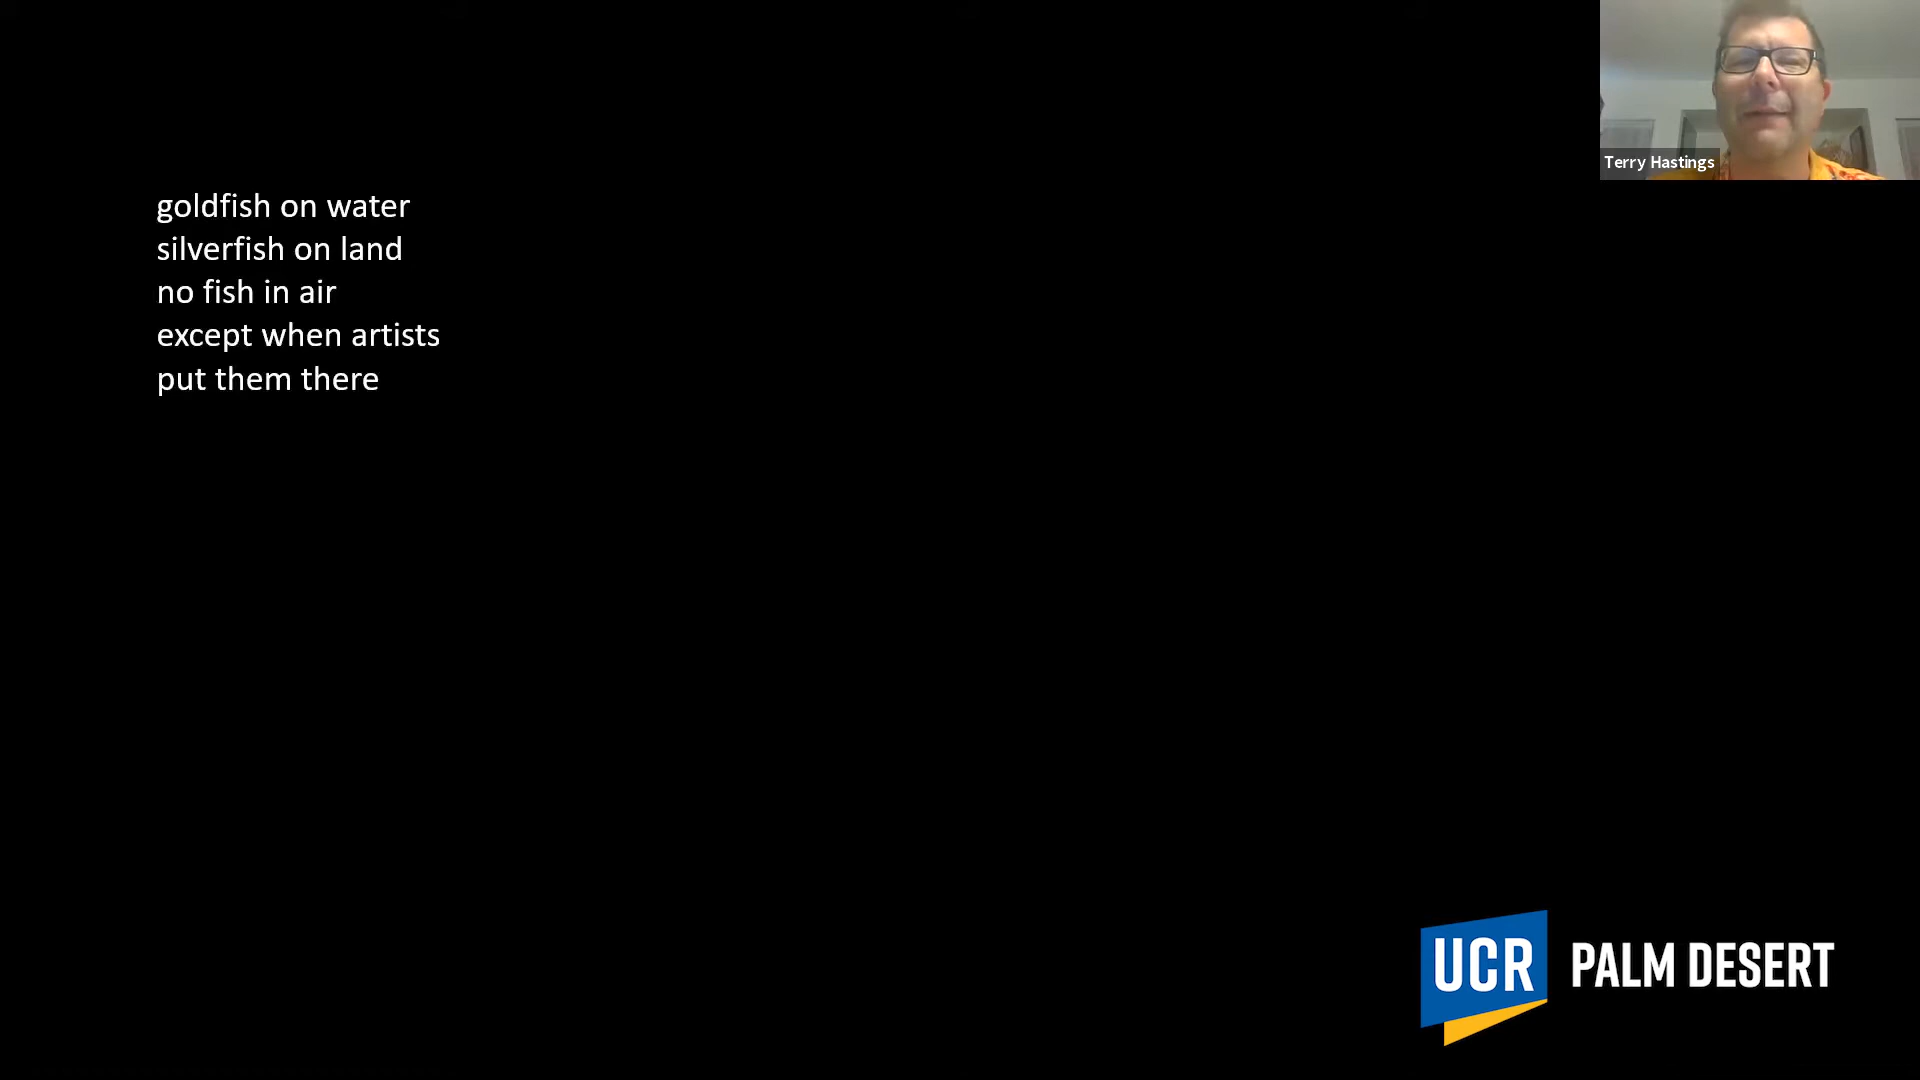 goldfish on water
silverfish on land
no fish in air
except when artists
put them there
Terry Hastings
UCR PALM DESERT